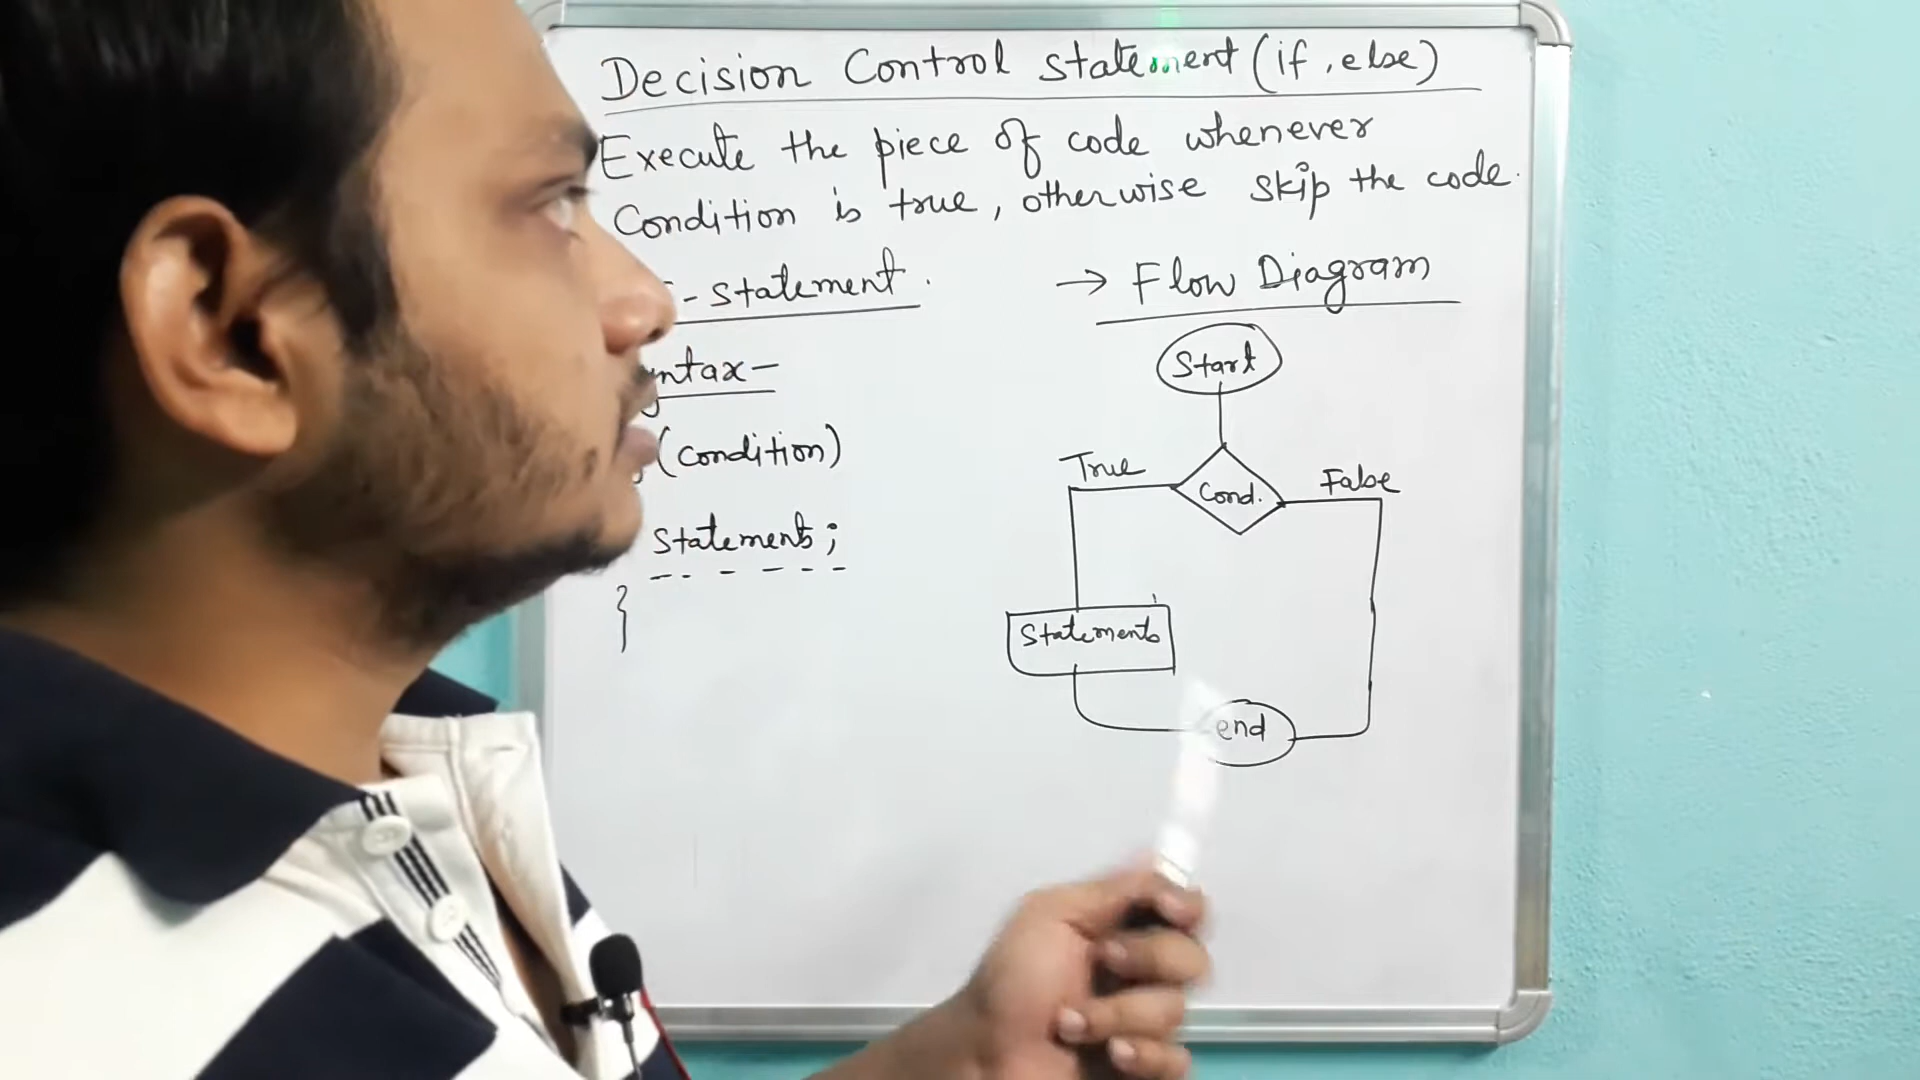 Decision Control statement (if, else)
Execute the piece of code whenever
Condition is true, otherwise skip the code.
- statement.
(condition)
statements;
}
→ Flow Diagram
Start
True
Cond.
False
Statements
end